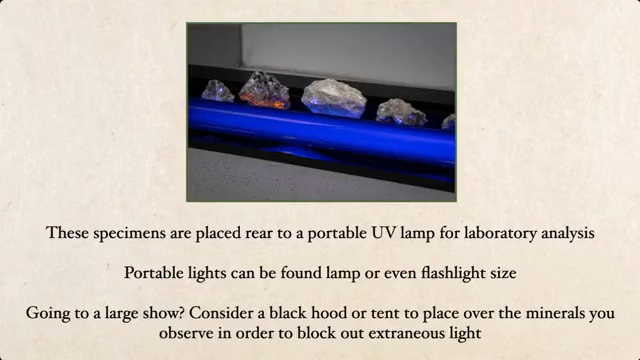 These specimens are placed rear to a portable UV lamp for laboratory analysis
Portable lights can be found lamp or even flashlight size
Going to a large show? Consider a black hood or tent to place over the minerals you
observe in order to block out extraneous light